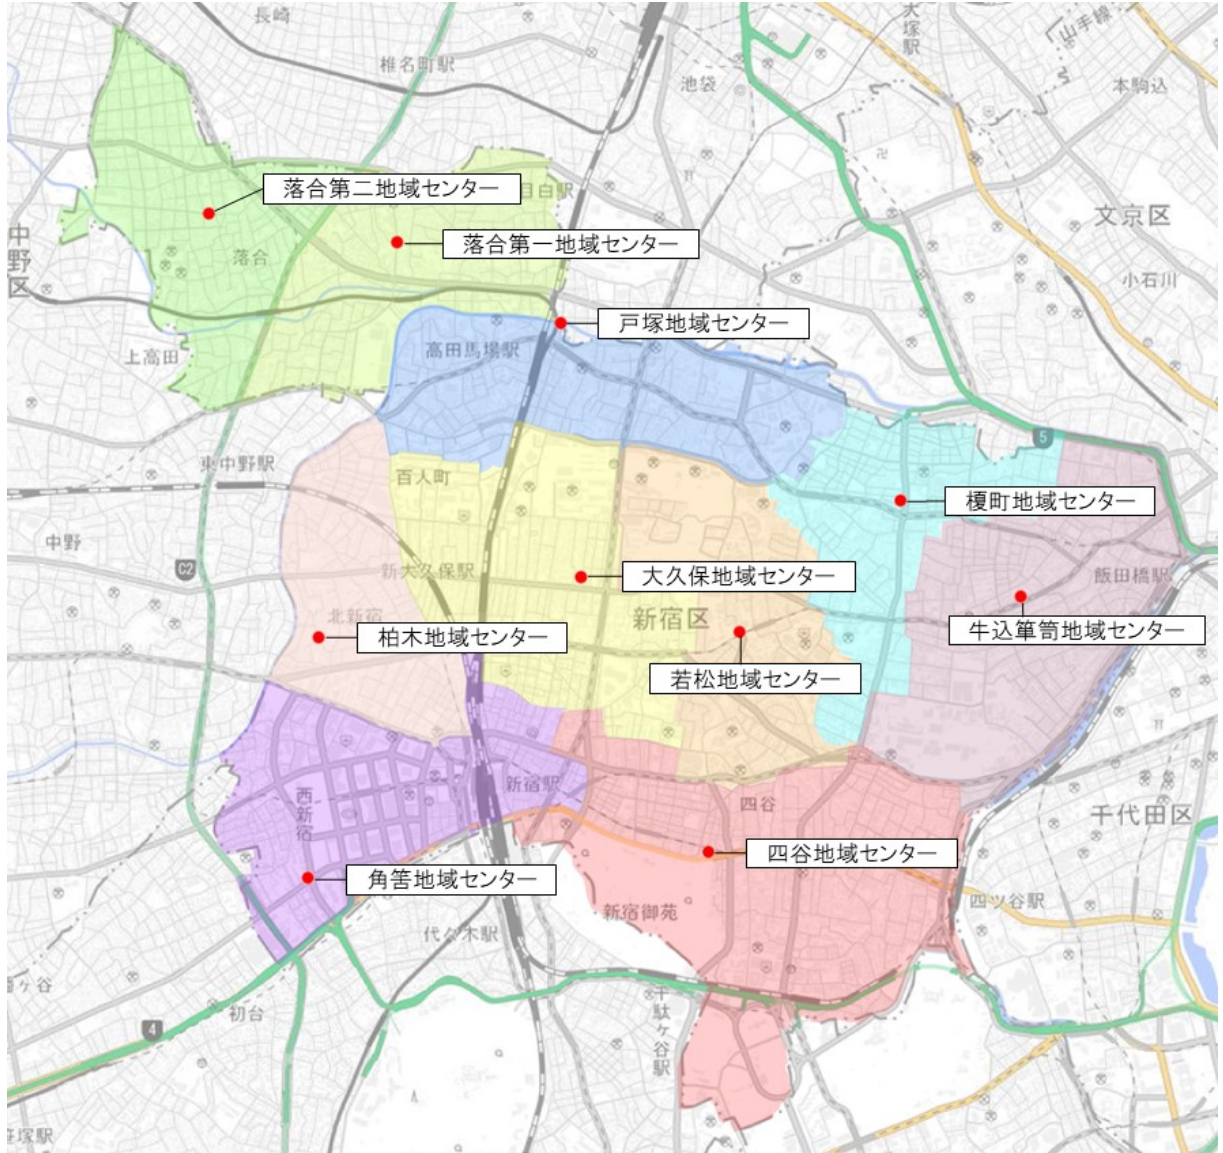 長崎
大塚駅
山手線
椎名町駅
池袋
本駒込
落合第二地域センター
目白駅
文京区
中野区
落合第一地域センター
落合
小石川
戸塚地域センター
上高田
高田馬場駅
5
東中野駅
百人町
榎町地域センター
中野
C2
新大久保駅
大久保地域センター
飯田橋駅
北新宿
新宿区
柏木地域センター
牛込箪笥地域センター
若松地域センター
新宿駅
西新宿
四谷
千代田区
四谷地域センター
角筈地域センター
四ツ谷駅
新宿御苑
代々木駅
千駄ヶ谷駅
初台
4
笹塚駅